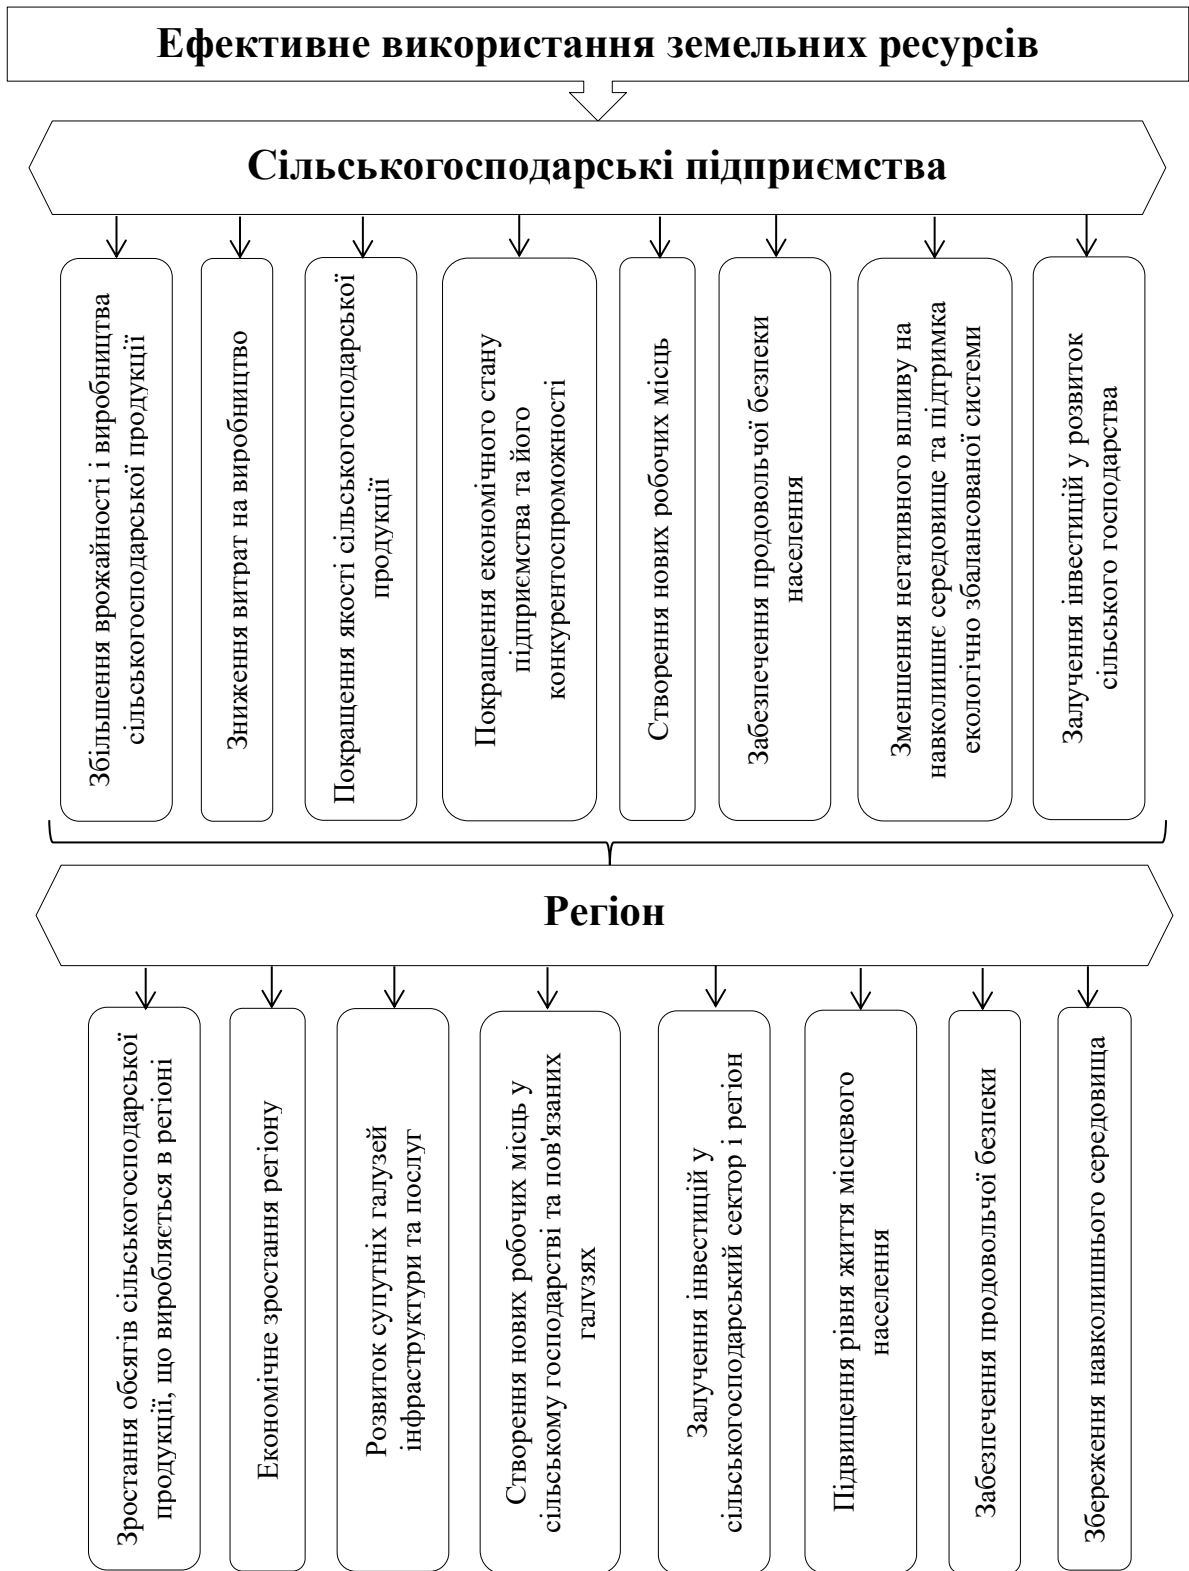 Ефективне використання земельних ресурсів
Сільськогосподарські підприємства
Збільшення врожайності і виробництва
сільськогосподарської продукції
Зниження витрат на виробництво
Покращення якості сільськогосподарської
продукції
Покращення економічного стану
підприємства та його
конкурентоспроможності
Створення нових робочих місць
Забезпечення продовольчої безпеки
населення
Зменшення негативного впливу на
навколишнє середовище та підтримка
екологічно збалансованої системи
Залучення інвестицій у розвиток
сільського господарства
Регіон
Зростання обсягів сільськогосподарської
продукції, що виробляється в регіоні
Економічне зростання регіону
Розвиток супутніх галузей
інфраструктури та послуг
Створення нових робочих місць у
сільському господарстві та пов'язаних
галузях
Залучення інвестицій у
сільськогосподарський сектор і регіон
Підвищення рівня життя місцевого
населення
Забезпечення продовольчої безпеки
Збереження навколишнього середовища